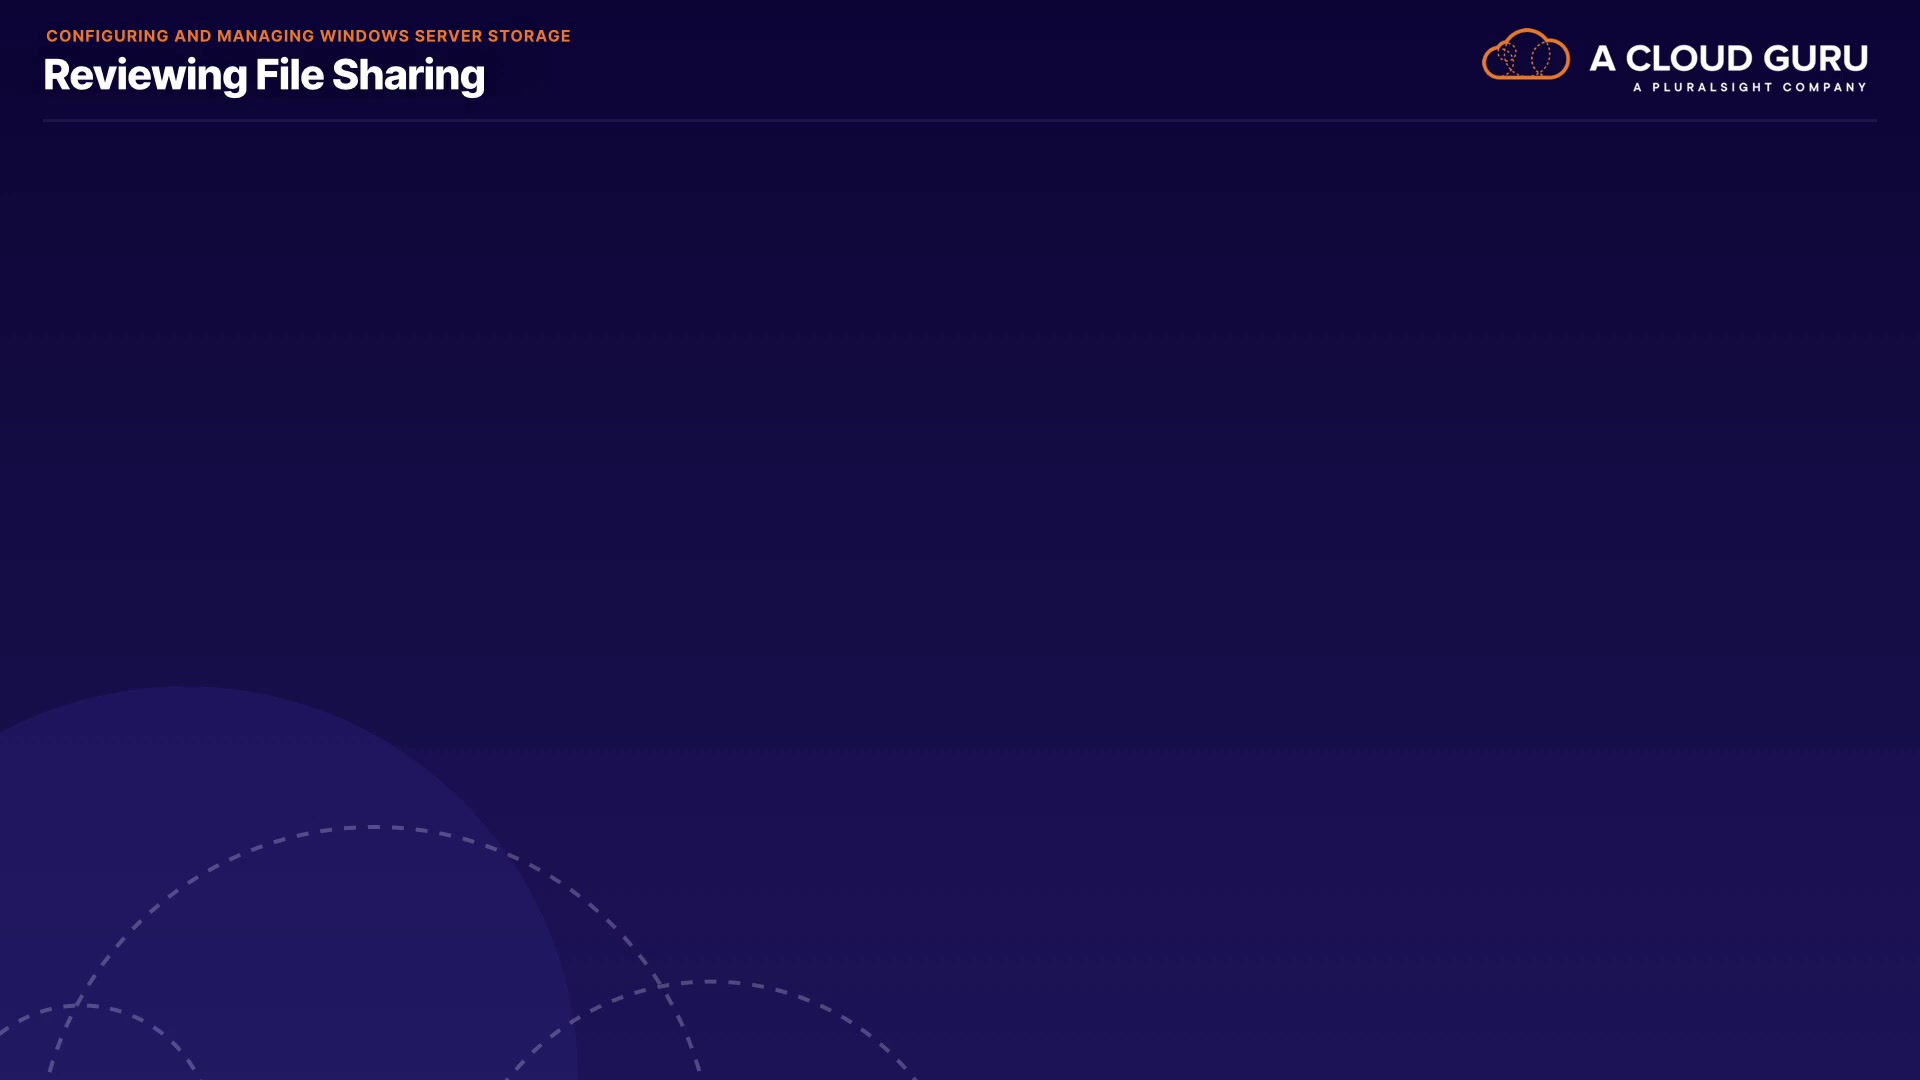 CONFIGURING AND MANAGING WINDOWS SERVER STORAGE
Reviewing File Sharing
A CLOUD GURU
A PLURALSIGHT COMPANY